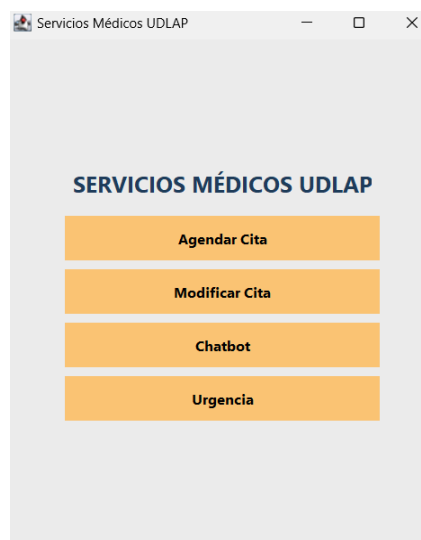 Servicios Médicos UDLAP
SERVICIOS MÉDICOS UDLAP
Agendar Cita
Modificar Cita
Chatbot
Urgencia